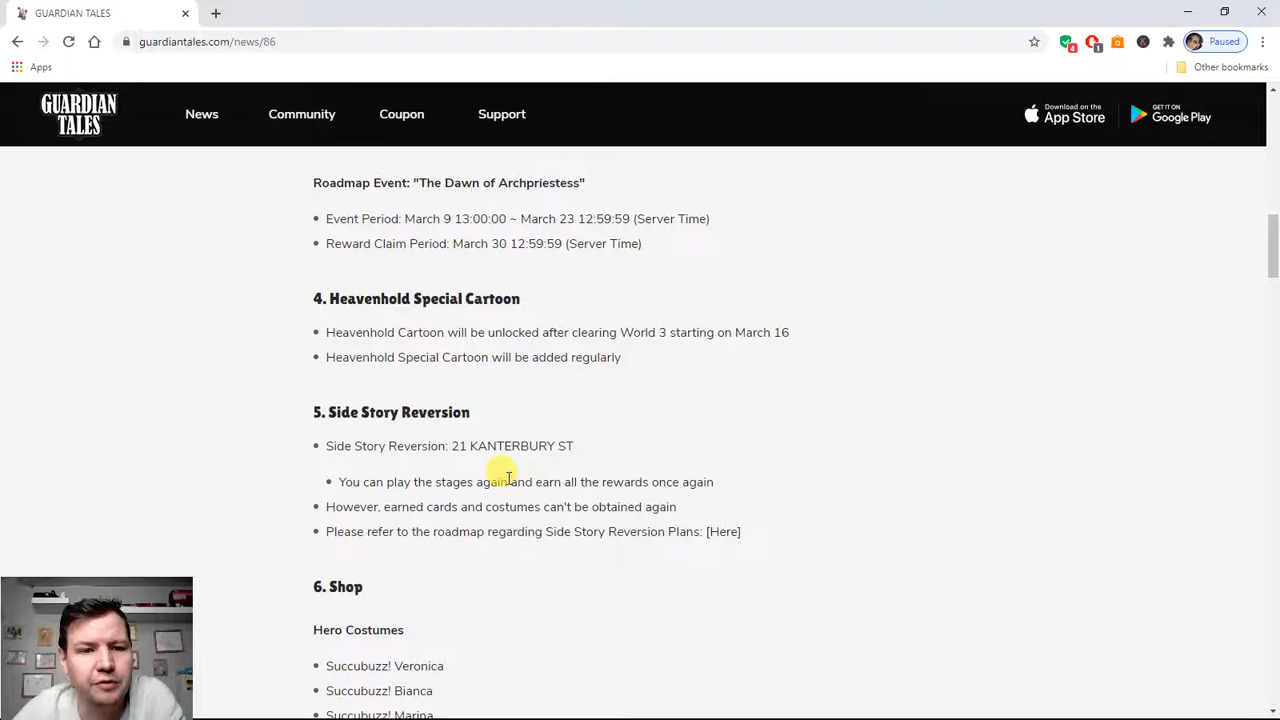 GUARDIAN TALES
guardiantales.com/news/86
4
1
K
Paused
Apps
Other bookmarks
GUARDIAN
TALES
News
Community
Coupon
Support
Download on the
App Store
GET IT ON
Google Play
Roadmap Event: "The Dawn of Archpriestess"
Event Period: March 9 13:00:00 ~ March 23 12:59:59 (Server Time)
Reward Claim Period: March 30 12:59:59 (Server Time)
4. Heavenhold Special Cartoon
Heavenhold Cartoon will be unlocked after clearing World 3 starting on March 16
Heavenhold Special Cartoon will be added regularly
5. Side Story Reversion
Side Story Reversion: 21 KANTERBURY ST
You can play the stages again and earn all the rewards once again
However, earned cards and costumes can't be obtained again
Please refer to the roadmap regarding Side Story Reversion Plans: [Here]
6. Shop
Hero Costumes
Succubuzz! Veronica
Succubuzz! Bianca
Succubuzz! Marina